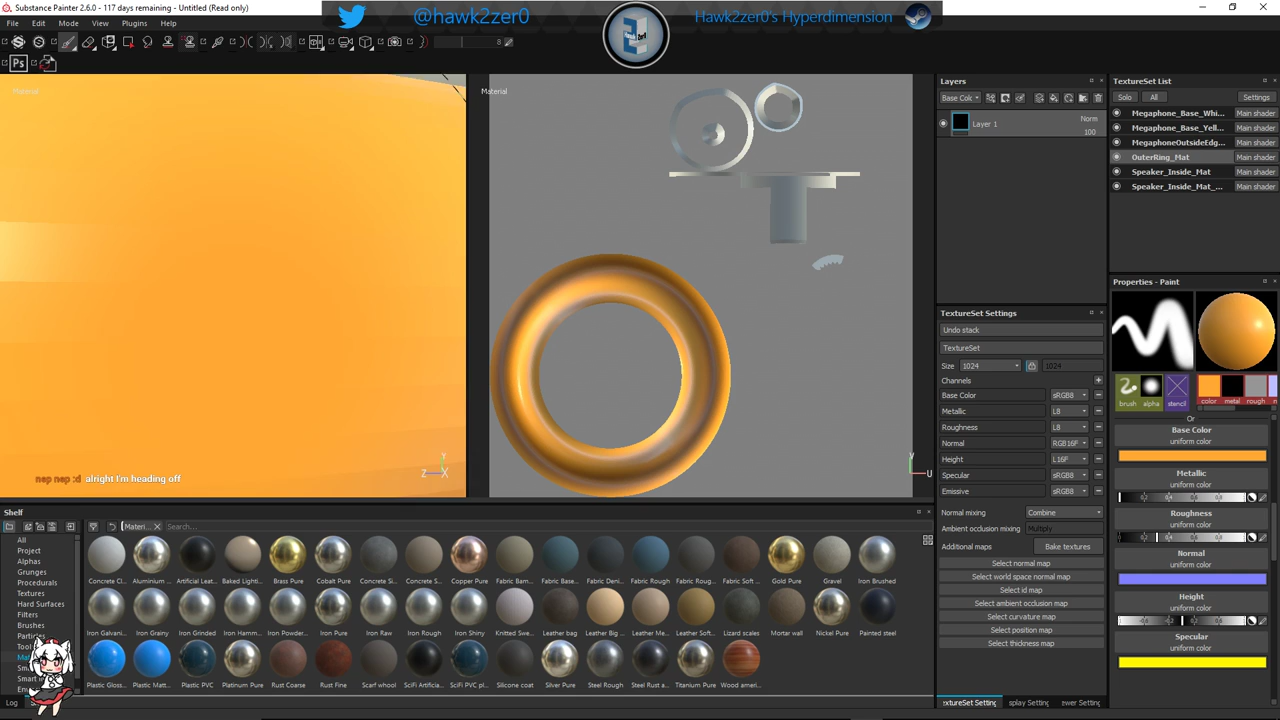 Substance Painter 2.6.0 - 117 days remaining - Untitled (Read only)
@hawk2zer0
Hawk2zer0's Hyperdimension
File Edit Mode View Window Plugins Help
8
Ps
Material
Material
Z X
Y
U
nep nep :d alright I'm heading off
Layers
Base Colc
Layer 1
Norm
100
TextureSet List
Solo All Settings
Megaphone_Base_Whi... Main shader
Megaphone_Base_Yell... Main shader
MegaphoneOutsideEdg... Main shader
OuterRing_Mat Main shader
Speaker_Inside_Mat Main shader
Speaker_Inside_Mat_... Main shader
TextureSet Settings
Undo stack
TextureSet
Size 1024 1024
Channels
Base Color sRGB8
Metallic L8
Roughness L8
Normal RGB16F
Height L16F
Specular sRGB8
Emissive sRGB8
Normal mixing Combine
Ambient occlusion mixing Multiply
Additional maps Bake textures
Select normal map
Select world space normal map
Select id map
Select ambient occlusion map
Select curvature map
Select position map
Select thickness map
Properties - Paint
brush alpha stencil color metal rough
Or
Base Color
uniform color
Metallic
uniform color
Roughness
uniform color
Normal
uniform color
Height
uniform color
Specular
uniform color
Shelf
Materi... Search...
All
Project
Alphas
Grunges
Procedurals
Textures
Hard Surfaces
Filters
Brushes
Particles
Tool
Smart
Log
Concrete Cl... Aluminium ... Artificial Leat... Baked Lighti... Brass Pure Cobalt Pure Concrete Si... Concrete S... Copper Pure Fabric Bam... Fabric Base... Fabric Deni... Fabric Rough Fabric Roug... Fabric Soft ... Gold Pure Gravel Iron Brushed
Iron Galvani... Iron Grainy Iron Grinded Iron Hamm... Iron Powder... Iron Pure Iron Raw Iron Rough Iron Shiny Knitted Swe... Leather bag Leather Big ... Leather Me... Leather Soft... Lizard scales Mortar wall Nickel Pure Painted steel
Plastic Gloss... Plastic Matt... Plastic PVC Platinum Pure Rust Coarse Rust Fine Scarf wool SciFi Artificia... SciFi PVC pl... Silicone coat Silver Pure Steel Rough Steel Rust a... Titanium Pure Wood ameri...